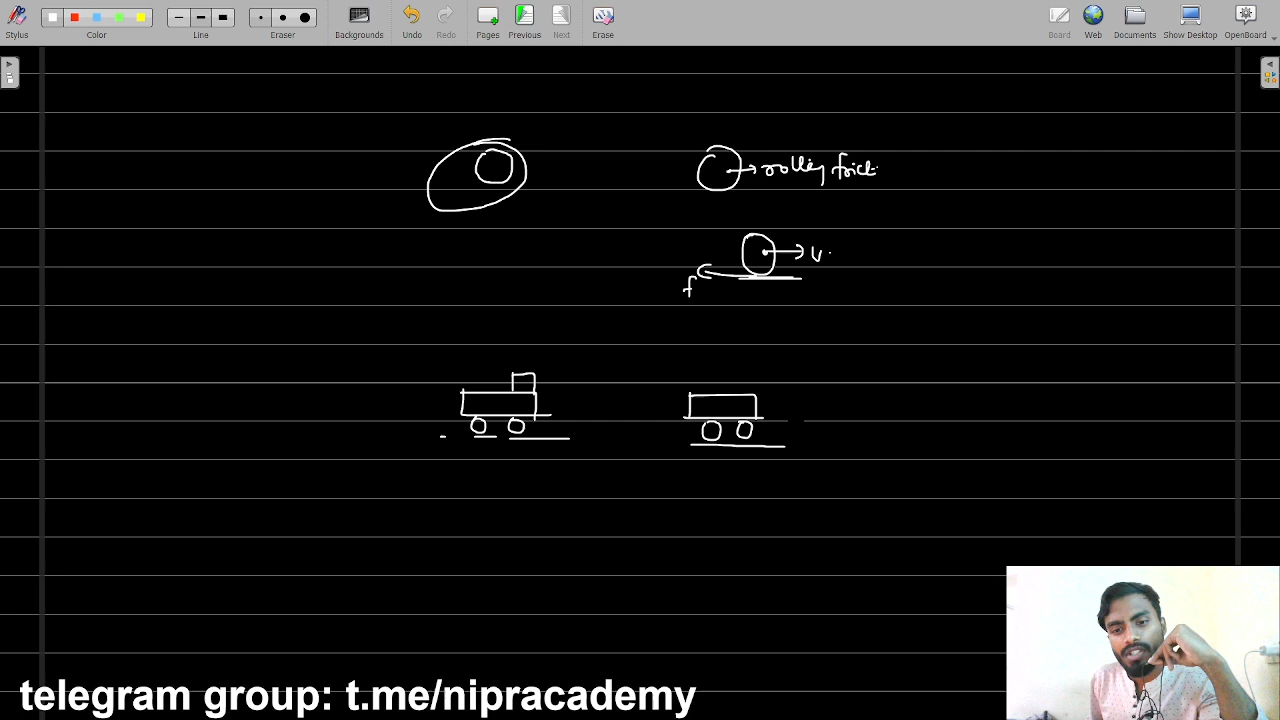 Stylus
Color
Line
Eraser
Backgrounds
Undo
Redo
Pages
Previous
Next
Erase
Board
Web
Documents
Show Desktop
OpenBoard
rolling frict.
v.
f
telegram group: t.me/nipracademy